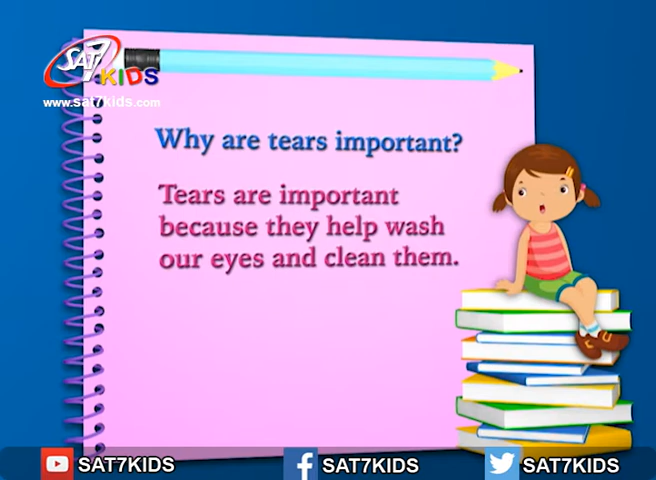 SAT7 KIDS
www.sat7kids.com
Why are tears important?
Tears are important
because they help wash
our eyes and clean them.
SAT7KIDS
SAT7KIDS
SAT7KIDS